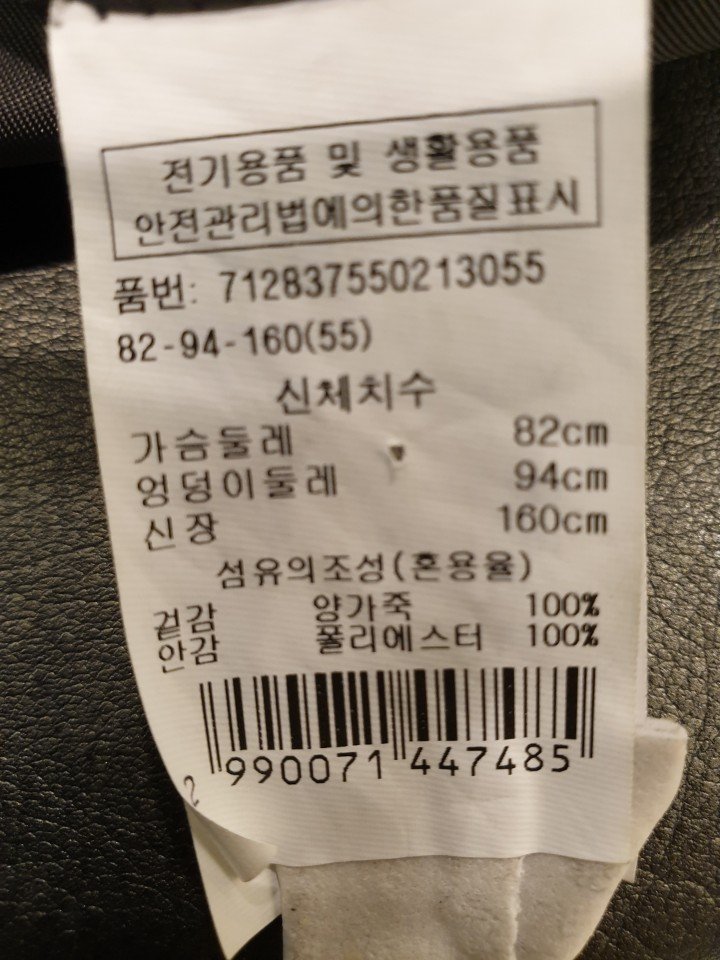 전기용품 및 생활용품
안전관리법에의한품질표시
품번: 712837550213055
82-94-160(55)
신체치수
가슴둘레 82cm
엉덩이둘레 94cm
신장 160cm
섬유의조성(혼용율)
겉감 양가죽 100%
안감 폴리에스터 100%
2 990071 447485